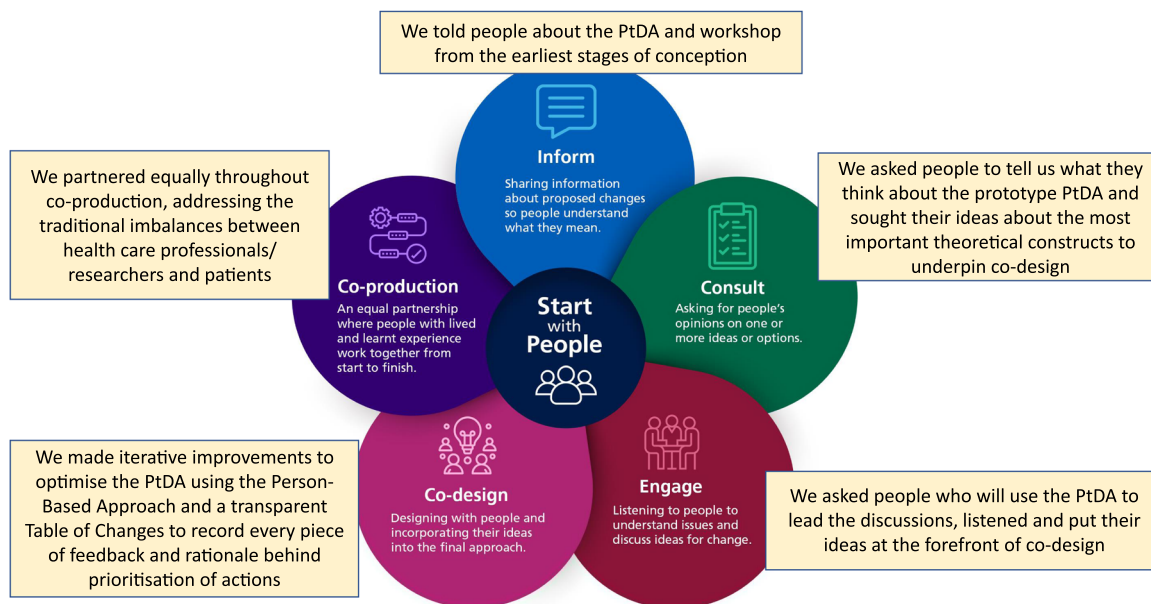 We told people about the PtDA and workshop
from the earliest stages of conception
Inform
Sharing information
about proposed changes
so people understand
what they mean.
We asked people to tell us what they
think about the prototype PtDA and
sought their ideas about the most
important theoretical constructs to
underpin co-design
Consult
Asking for people's
opinions on one or
more ideas or options.
We asked people who will use the PtDA to
lead the discussions, listened and put their
ideas at the forefront of co-design
Engage
Listening to people to
understand issues and
discuss ideas for change.
We made iterative improvements to
optimise the PtDA using the Person-
Based Approach and a transparent
Table of Changes to record every piece
of feedback and rationale behind
prioritisation of actions
Co-design
Designing with people and
incorporating their ideas
into the final approach.
We partnered equally throughout
co-production, addressing the
traditional imbalances between
health care professionals/
researchers and patients
Co-production
An equal partnership
where people with lived
and learnt experience
work together from
start to finish.
Start
with
People